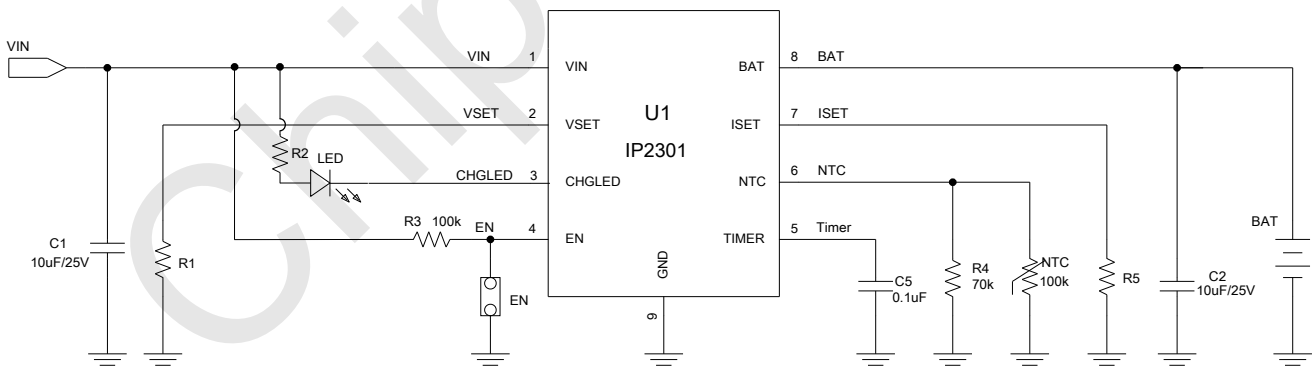 Chip
VIN
VIN 1 VIN
VSET 2 VSET
R2
LED
CHGLED 3 CHGLED
R3 100k
EN 4 EN
EN
C1
10uF/25V
R1
U1
IP2301
GND
9
BAT 8 BAT
ISET 7 ISET
NTC 6 NTC
TIMER 5 Timer
C5
0.1uF
R4
70k
NTC
100k
R5
C2
10uF/25V
BAT